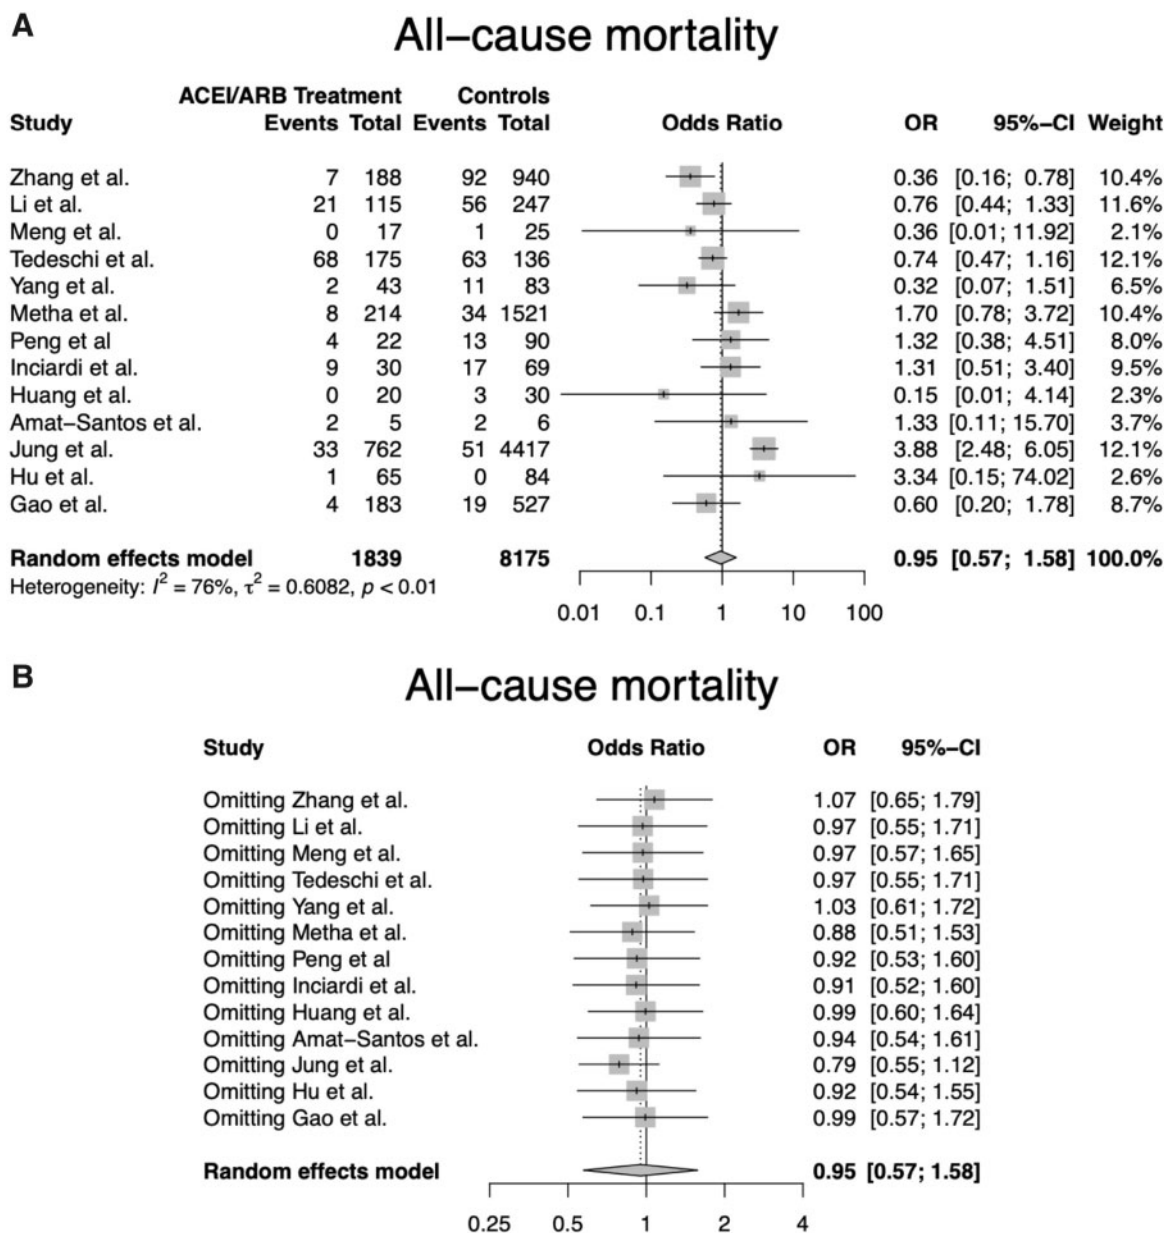 A
All−cause mortality
ACEI/ARB Treatment Controls
Study Events Total Events Total Odds Ratio OR 95%−CI Weight
Zhang et al. 7 188 92 940 0.36 [0.16; 0.78] 10.4%
Li et al. 21 115 56 247 0.76 [0.44; 1.33] 11.6%
Meng et al. 0 17 1 25 0.36 [0.01; 11.92] 2.1%
Tedeschi et al. 68 175 63 136 0.74 [0.47; 1.16] 12.1%
Yang et al. 2 43 11 83 0.32 [0.07; 1.51] 6.5%
Metha et al. 8 214 34 1521 1.70 [0.78; 3.72] 10.4%
Peng et al 4 22 13 90 1.32 [0.38; 4.51] 8.0%
Inciardi et al. 9 30 17 69 1.31 [0.51; 3.40] 9.5%
Huang et al. 0 20 3 30 0.15 [0.01; 4.14] 2.3%
Amat−Santos et al. 2 5 2 6 1.33 [0.11; 15.70] 3.7%
Jung et al. 33 762 51 4417 3.88 [2.48; 6.05] 12.1%
Hu et al. 1 65 0 84 3.34 [0.15; 74.02] 2.6%
Gao et al. 4 183 19 527 0.60 [0.20; 1.78] 8.7%
Random effects model 1839 8175 0.95 [0.57; 1.58] 100.0%
Heterogeneity: I² = 76%, τ² = 0.6082, p < 0.01
0.01 0.1 1 10 100
B
All−cause mortality
Study Odds Ratio OR 95%−CI
Omitting Zhang et al. 1.07 [0.65; 1.79]
Omitting Li et al. 0.97 [0.55; 1.71]
Omitting Meng et al. 0.97 [0.57; 1.65]
Omitting Tedeschi et al. 0.97 [0.55; 1.71]
Omitting Yang et al. 1.03 [0.61; 1.72]
Omitting Metha et al. 0.88 [0.51; 1.53]
Omitting Peng et al 0.92 [0.53; 1.60]
Omitting Inciardi et al. 0.91 [0.52; 1.60]
Omitting Huang et al. 0.99 [0.60; 1.64]
Omitting Amat−Santos et al. 0.94 [0.54; 1.61]
Omitting Jung et al. 0.79 [0.55; 1.12]
Omitting Hu et al. 0.92 [0.54; 1.55]
Omitting Gao et al. 0.99 [0.57; 1.72]
Random effects model 0.95 [0.57; 1.58]
0.25 0.5 1 2 4